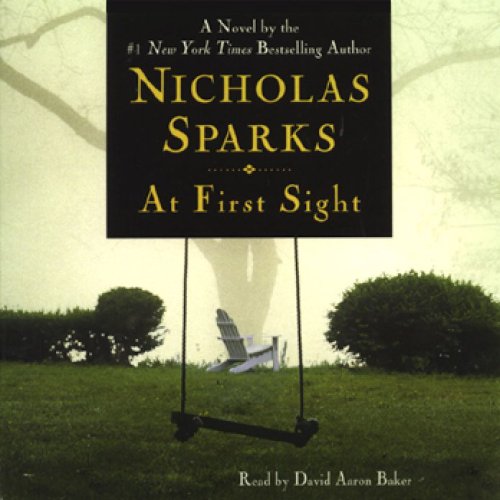 A Novel by the
#1 New York Times Bestselling Author
NICHOLAS
SPARKS
AT FIRST SIGHT
Read by David Aaron Baker